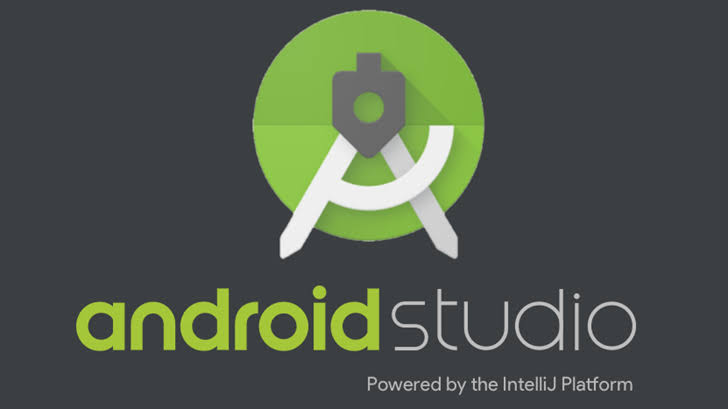 androidstudio
Powered by the IntelliJ Platform